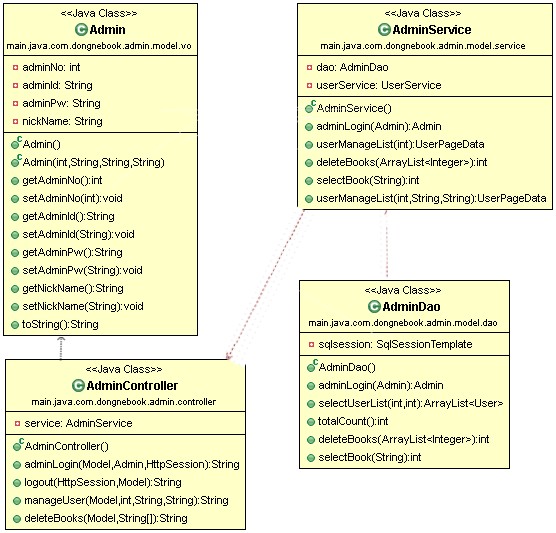 <<Java Class>>
Admin
main.java.com.dongnebook.admin.model.vo
adminNo: int
adminId: String
adminPw: String
nickName: String
Admin()
Admin(int,String,String,String)
getAdminNo():int
setAdminNo(int):void
getAdminId():String
setAdminId(String):void
getAdminPw():String
setAdminPw(String):void
getNickName():String
setNickName(String):void
toString():String
<<Java Class>>
AdminService
main.java.com.dongnebook.admin.model.service
dao: AdminDao
userService: UserService
AdminService()
adminLogin(Admin):Admin
userManageList(int):UserPageData
deleteBooks(ArrayList<Integer>):int
selectBook(String):int
userManageList(int,String,String):UserPageData
<<Java Class>>
AdminController
main.java.com.dongnebook.admin.controller
service: AdminService
AdminController()
adminLogin(Model,Admin,HttpSession):String
logout(HttpSession,Model):String
manageUser(Model,int,String,String):String
deleteBooks(Model,String[]):String
<<Java Class>>
AdminDao
main.java.com.dongnebook.admin.model.dao
sqlsession: SqlSessionTemplate
AdminDao()
adminLogin(Admin):Admin
selectUserList(int,int):ArrayList<User>
totalCount():int
deleteBooks(ArrayList<Integer>):int
selectBook(String):int